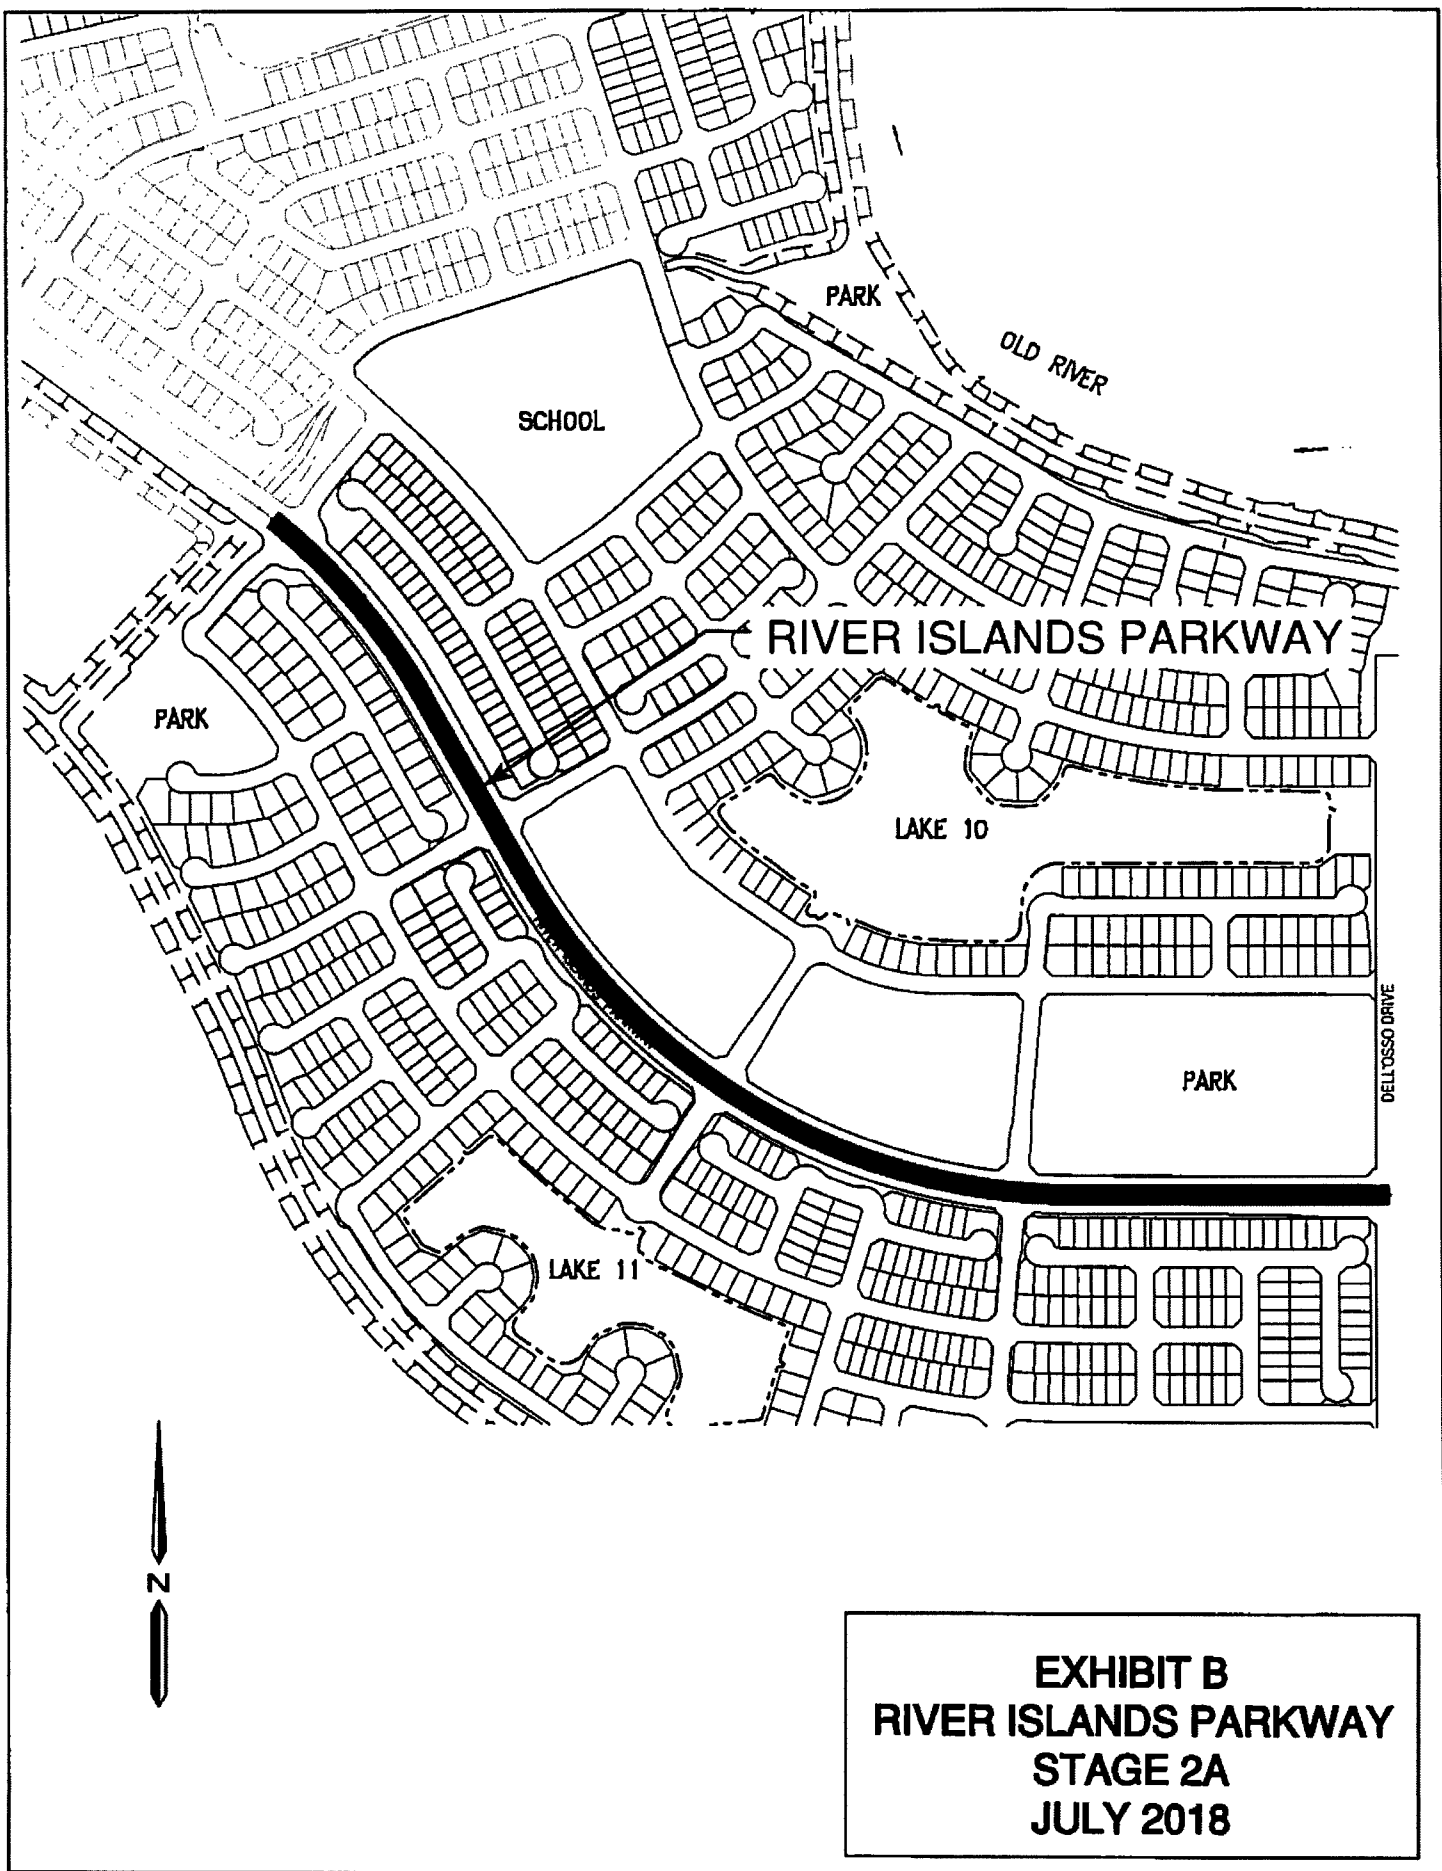 PARK
OLD RIVER
SCHOOL
RIVER ISLANDS PARKWAY
PARK
LAKE 10
DELL'OSSO DRIVE
PARK
LAKE 11
N
EXHIBIT B
RIVER ISLANDS PARKWAY
STAGE 2A
JULY 2018